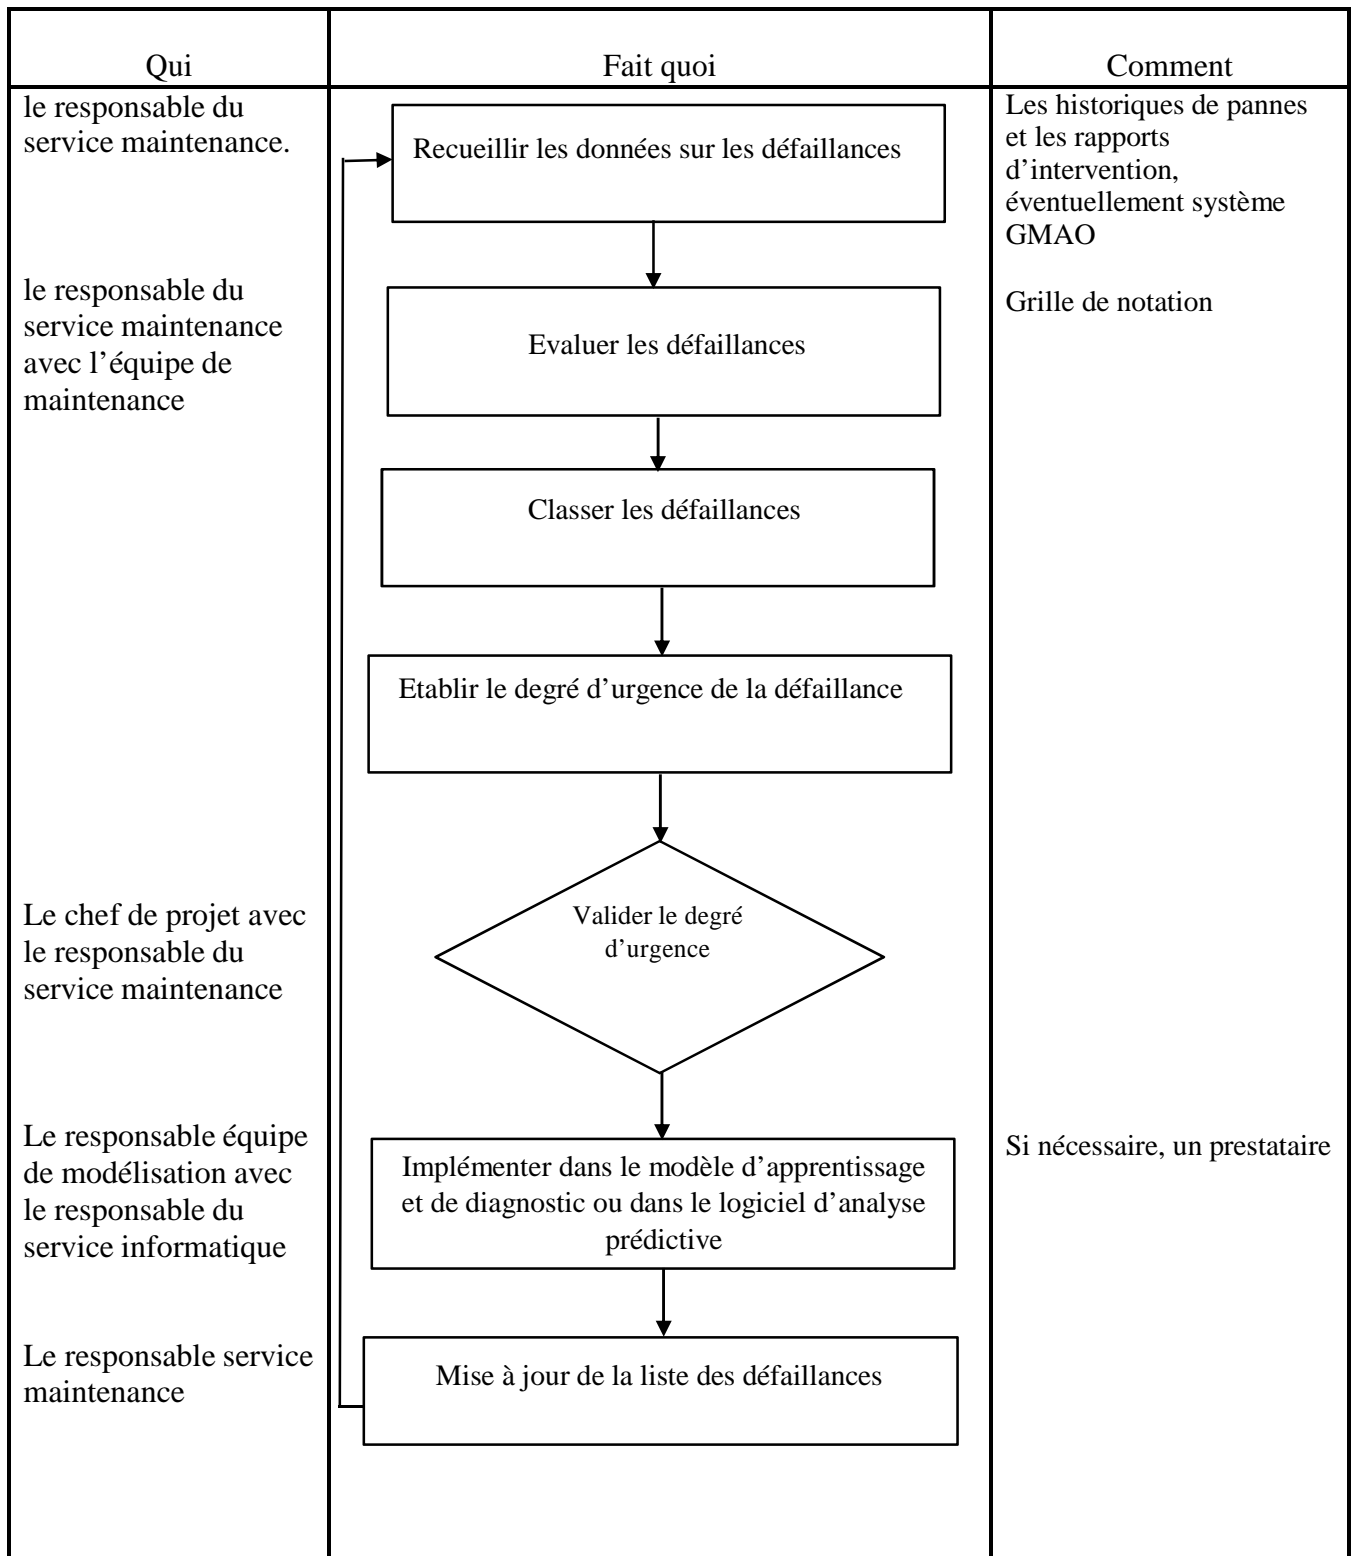 Qui
Fait quoi
Comment
le responsable du
service maintenance.
Recueillir les données sur les défaillances
Les historiques de pannes
et les rapports
d’intervention,
éventuellement système
GMAO
le responsable du
service maintenance
avec l’équipe de
maintenance
Evaluer les défaillances
Grille de notation
Classer les défaillances
Etablir le degré d’urgence de la défaillance
Le chef de projet avec
le responsable du
service maintenance
Valider le degré
d’urgence
Le responsable équipe
de modélisation avec
le responsable du
service informatique
Implémenter dans le modèle d’apprentissage
et de diagnostic ou dans le logiciel d’analyse
prédictive
Si nécessaire, un prestataire
Le responsable service
maintenance
Mise à jour de la liste des défaillances